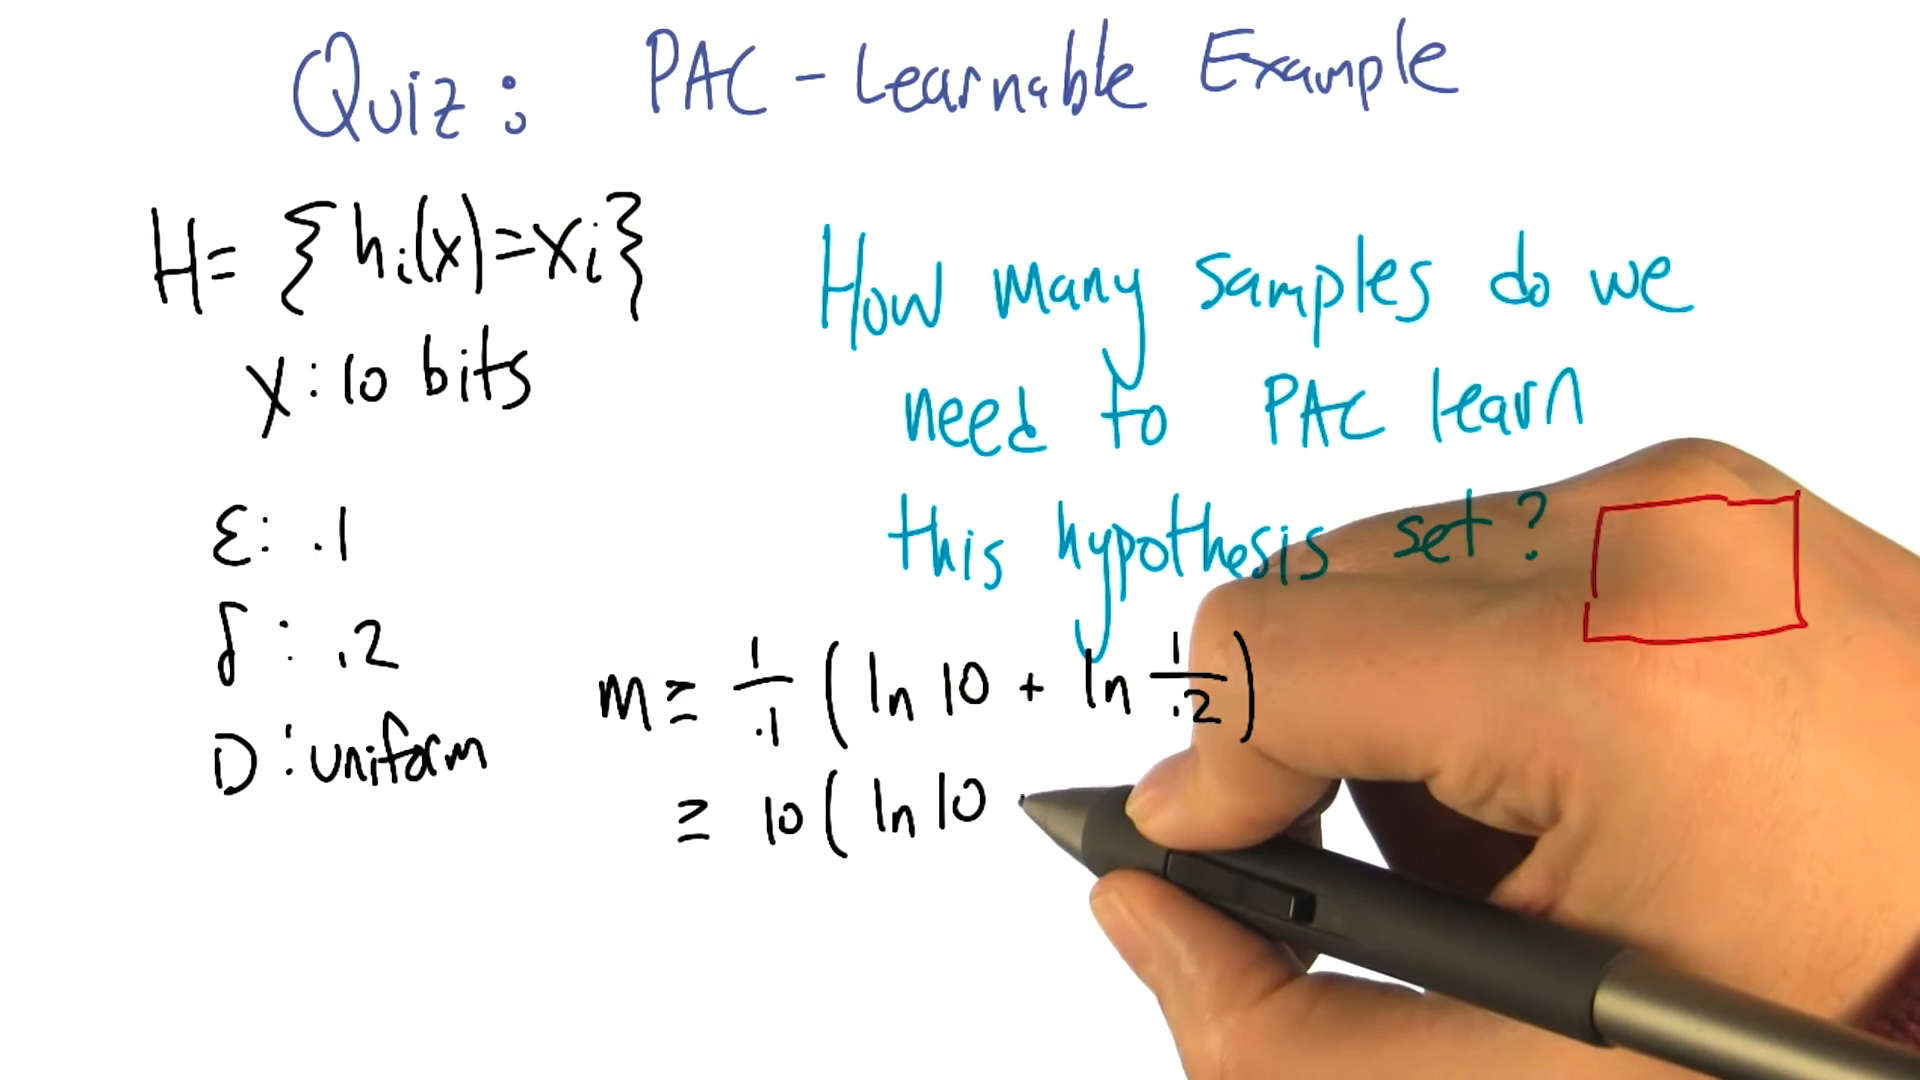 Quiz: PAC-Learnable Example
H= {hi(x)=xi}
X: 10 bits
ε: .1
δ: .2
D: uniform
How many samples do we
need to PAC learn
this hypothesis set?
m ≥ 1/.1 (ln 10 + ln 1/.2)
≥ 10 (ln 10